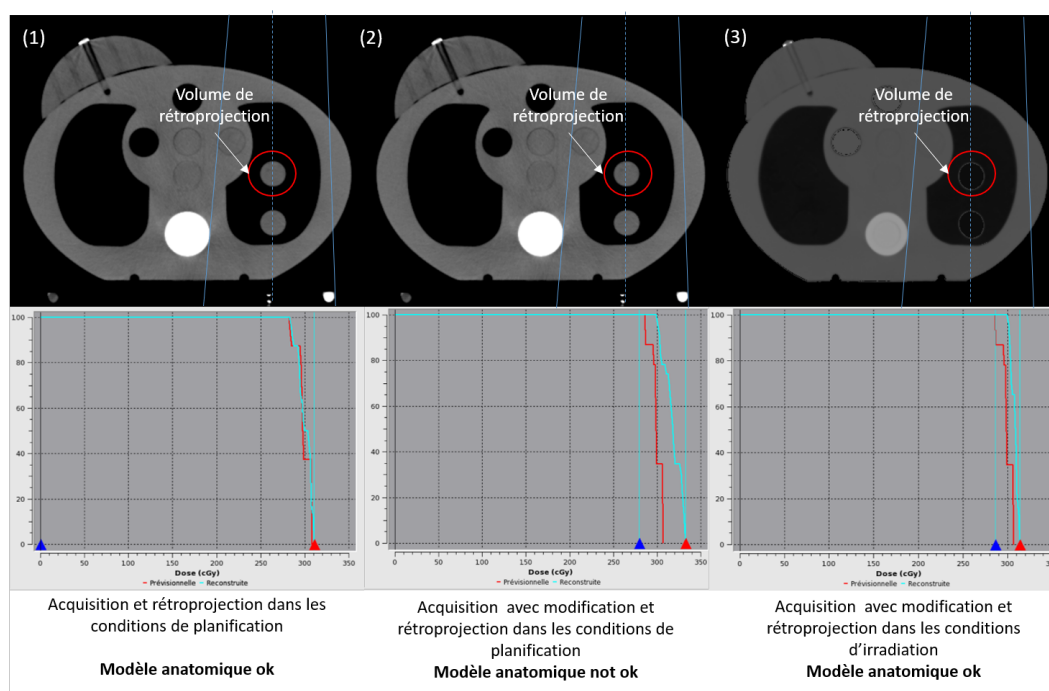 (1)
Volume de
rétroprojection
(2)
Volume de
rétroprojection
(3)
Volume de
rétroprojection
100
80
60
40
20
0
0 50 100 150 200 250 300 350
Dose (cGy)
Prévisionnelle Reconstruite
100
80
60
40
20
0
0 50 100 150 200 250 300 350
Dose (cGy)
Prévisionnelle Reconstruite
100
80
60
40
20
0
0 50 100 150 200 250 300
Dose (cGy)
Prévisionnelle Reconstruite
Acquisition et rétroprojection dans les
conditions de planification
Modèle anatomique ok
Acquisition avec modification et
rétroprojection dans les conditions de
planification
Modèle anatomique not ok
Acquisition avec modification et
rétroprojection dans les conditions
d’irradiation
Modèle anatomique ok